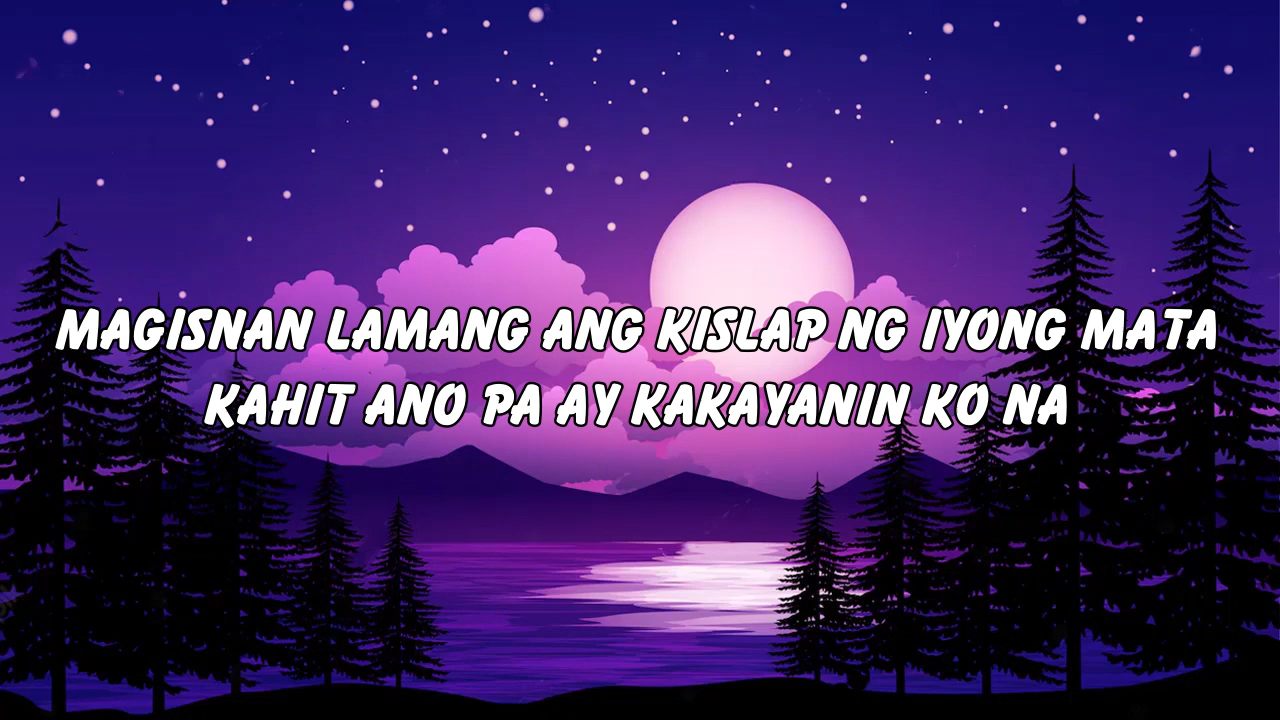 MAGISNAN LAMANG ANG KISLAP NG IYONG MATA
KAHIT ANO PA AY KAKAYANIN KO NA